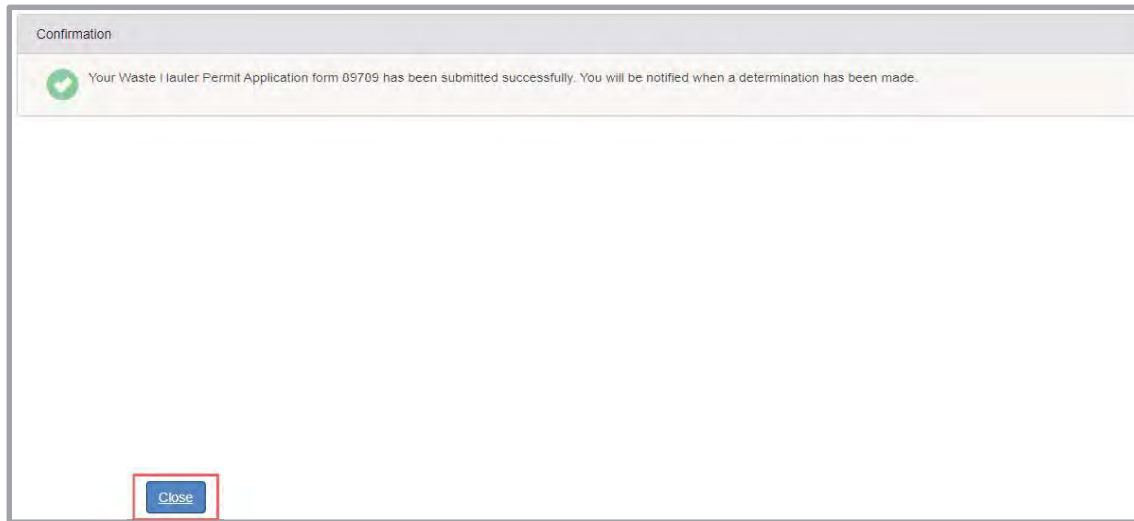 Confirmation
Your Waste Hauler Permit Application form 89709 has been submitted successfully. You will be notified when a determination has been made.
Close